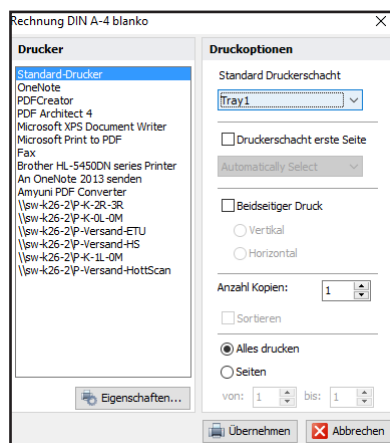 Rechnung DIN A-4 blanko
Drucker
Standard-Drucker
OneNote
PDFCreator
PDF Architect 4
Microsoft XPS Document Writer
Microsoft Print to PDF
Fax
Brother HL-5450DN series Printer
An OneNote 2013 senden
Amyuni PDF Converter
\\sw-k26-2\P-K-2R-3R
\\sw-k26-2\P-K-0L-0M
\\sw-k26-2\P-Versand-ETU
\\sw-k26-2\P-Versand-HS
\\sw-k26-2\P-K-1L-0M
\\sw-k26-2\P-Versand-HottScan
Eigenschaften...
Druckoptionen
Standard Druckerschacht
Tray1
Druckerschacht erste Seite
Automatically Select
Beidseitiger Druck
Vertikal
Horizontal
Anzahl Kopien: 1
Sortieren
Alles drucken
Seiten
von: 1 bis: 1
Übernehmen Abbrechen